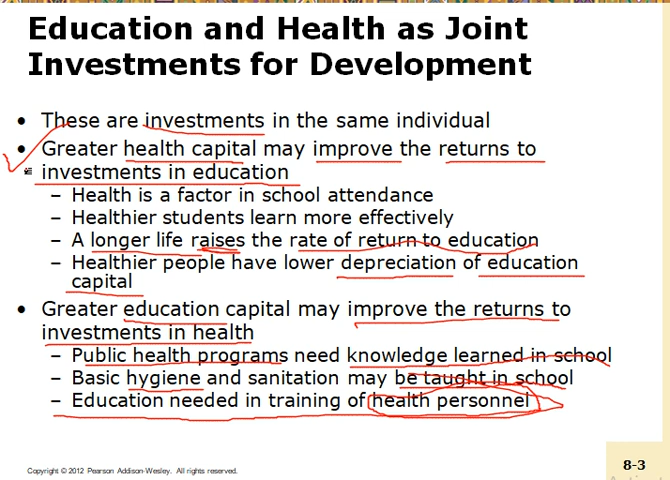 Education and Health as Joint
Investments for Development
• These are investments in the same individual
• Greater health capital may improve the returns to
investments in education
– Health is a factor in school attendance
– Healthier students learn more effectively
– A longer life raises the rate of return to education
– Healthier people have lower depreciation of education
capital
• Greater education capital may improve the returns to
investments in health
– Public health programs need knowledge learned in school
– Basic hygiene and sanitation may be taught in school
– Education needed in training of health personnel
Copyright © 2012 Pearson Addison-Wesley. All rights reserved.
8-3